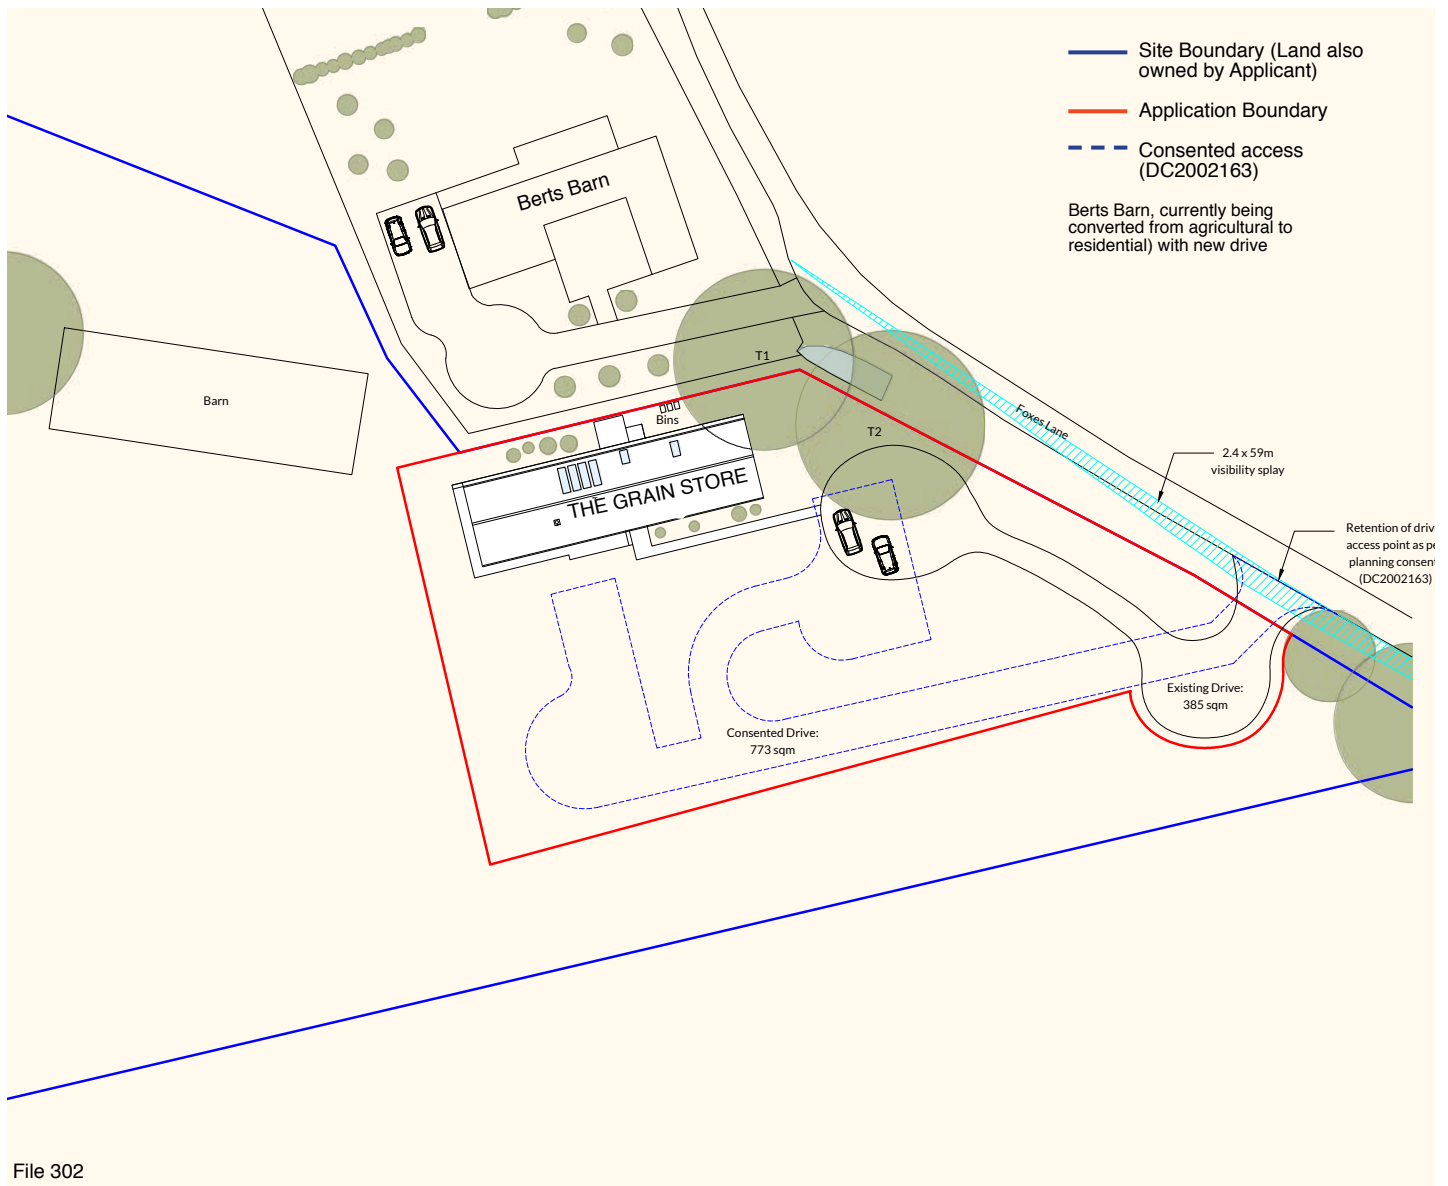 Site Boundary (Land also
owned by Applicant)
Application Boundary
Consented access
(DC2002163)
Berts Barn, currently being
converted from agricultural to
residential) with new drive
Berts Barn
Barn
T1
T2
Bins
THE GRAIN STORE
Foxes Lane
2.4 x 59m
visibility splay
Retention of driv
access point as pe
planning consen
(DC2002163)
Existing Drive:
385 sqm
Consented Drive:
773 sqm
File 302